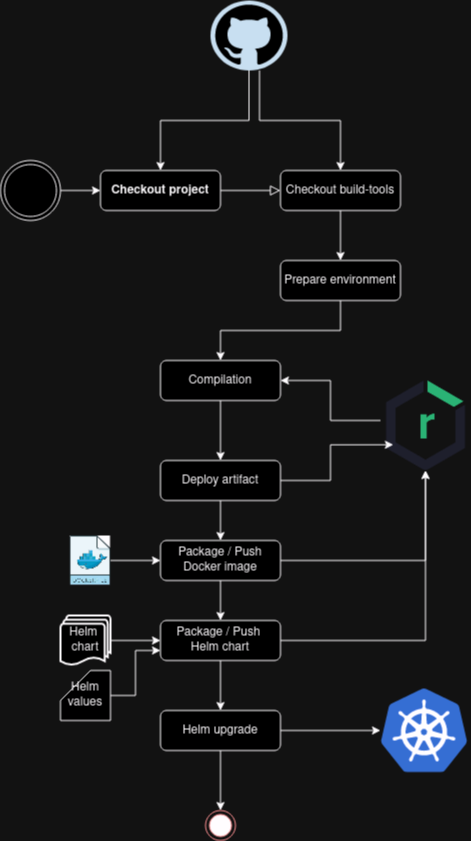 Checkout project
Checkout build-tools
Prepare environment
Compilation
r
Deploy artifact
Package / Push
Docker image
Helm
chart
Package / Push
Helm chart
Helm
values
Helm upgrade